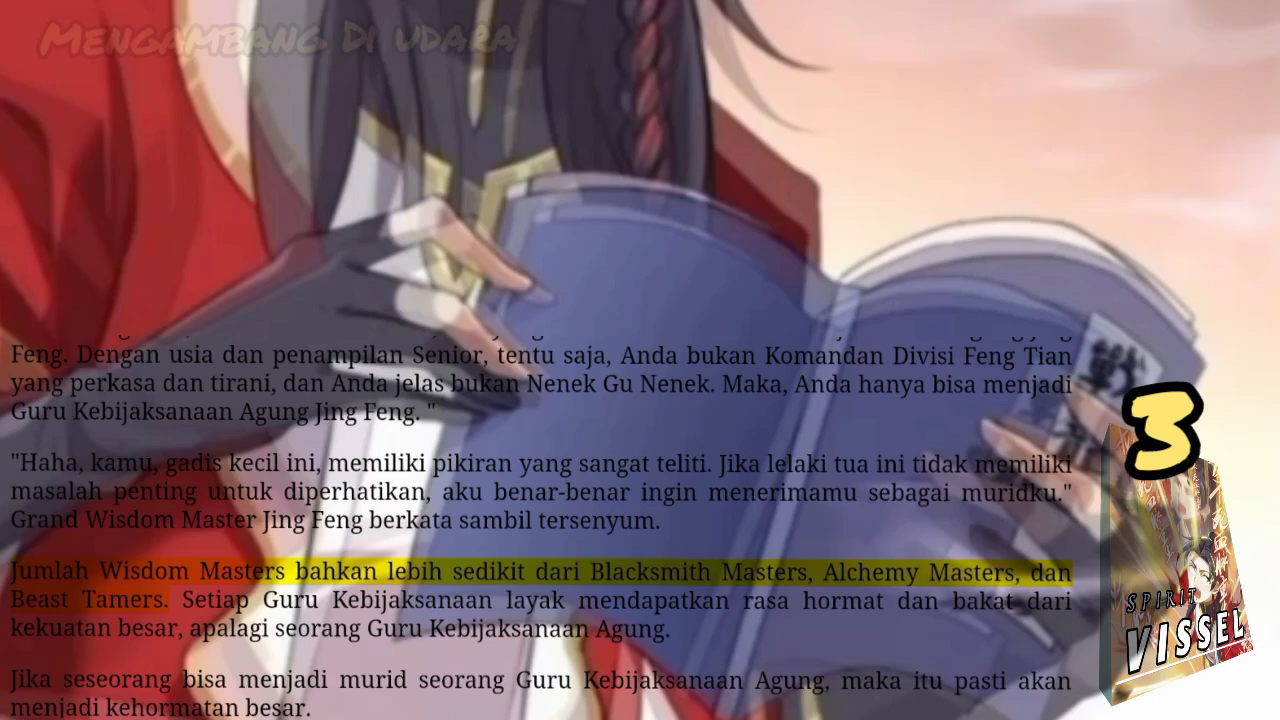 Mengambang Di udara
Feng. Dengan usia dan penampilan Senior, tentu saja, Anda bukan Komandan Divisi Feng Tian
yang perkasa dan tirani, dan Anda jelas bukan Nenek Gu Nenek. Maka, Anda hanya bisa menjadi
Guru Kebijaksanaan Agung Jing Feng. "
"Haha, kamu, gadis kecil ini, memiliki pikiran yang sangat teliti. Jika lelaki tua ini tidak memiliki
masalah penting untuk diperhatikan, aku benar-benar ingin menerimamu sebagai muridku."
Grand Wisdom Master Jing Feng berkata sambil tersenyum.
Jumlah Wisdom Masters bahkan lebih sedikit dari Blacksmith Masters, Alchemy Masters, dan
Beast Tamers. Setiap Guru Kebijaksanaan layak mendapatkan rasa hormat dan bakat dari
kekuatan besar, apalagi seorang Guru Kebijaksanaan Agung.
Jika seseorang bisa menjadi murid seorang Guru Kebijaksanaan Agung, maka itu pasti akan
menjadi kehormatan besar.
戦
3
SPIRIT
VISSEL